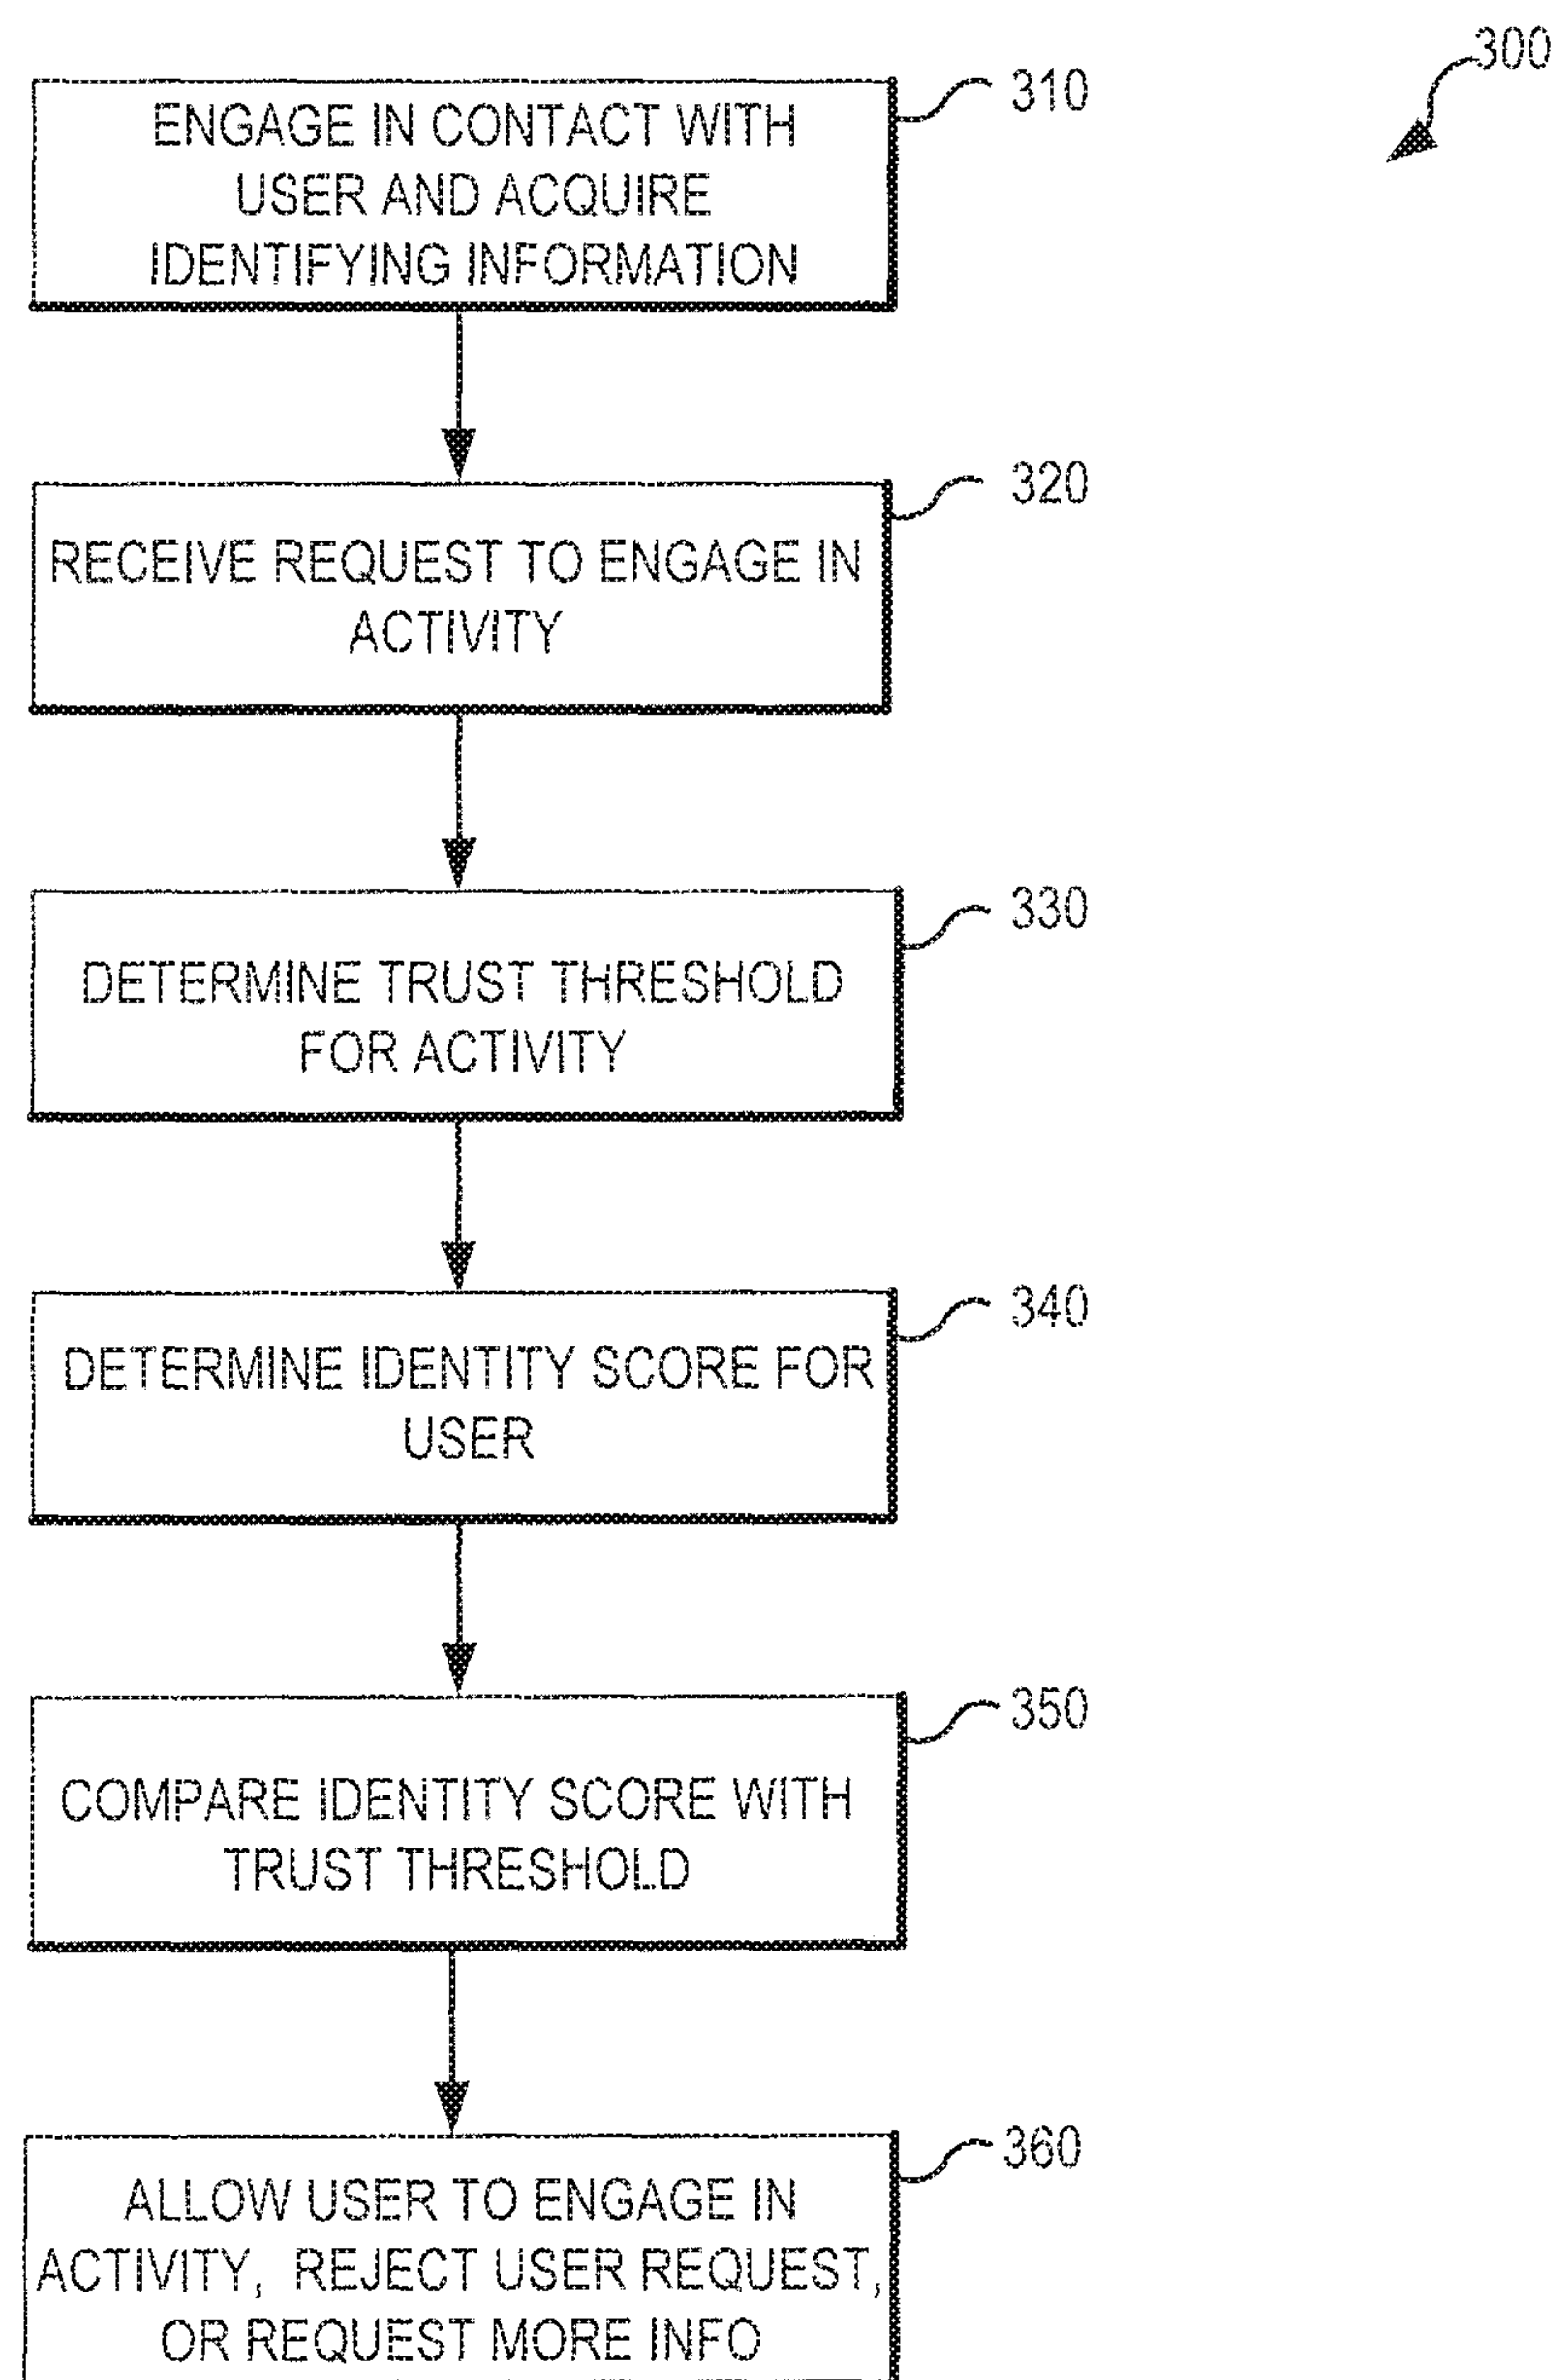 300
310
ENGAGE IN CONTACT WITH
USER AND ACQUIRE
IDENTIFYING INFORMATION
320
RECEIVE REQUEST TO ENGAGE IN
ACTIVITY
330
DETERMINE TRUST THRESHOLD
FOR ACTIVITY
340
DETERMINE IDENTITY SCORE FOR
USER
350
COMPARE IDENTITY SCORE WITH
TRUST THRESHOLD
360
ALLOW USER TO ENGAGE IN
ACTIVITY, REJECT USER REQUEST,
OR REQUEST MORE INFO